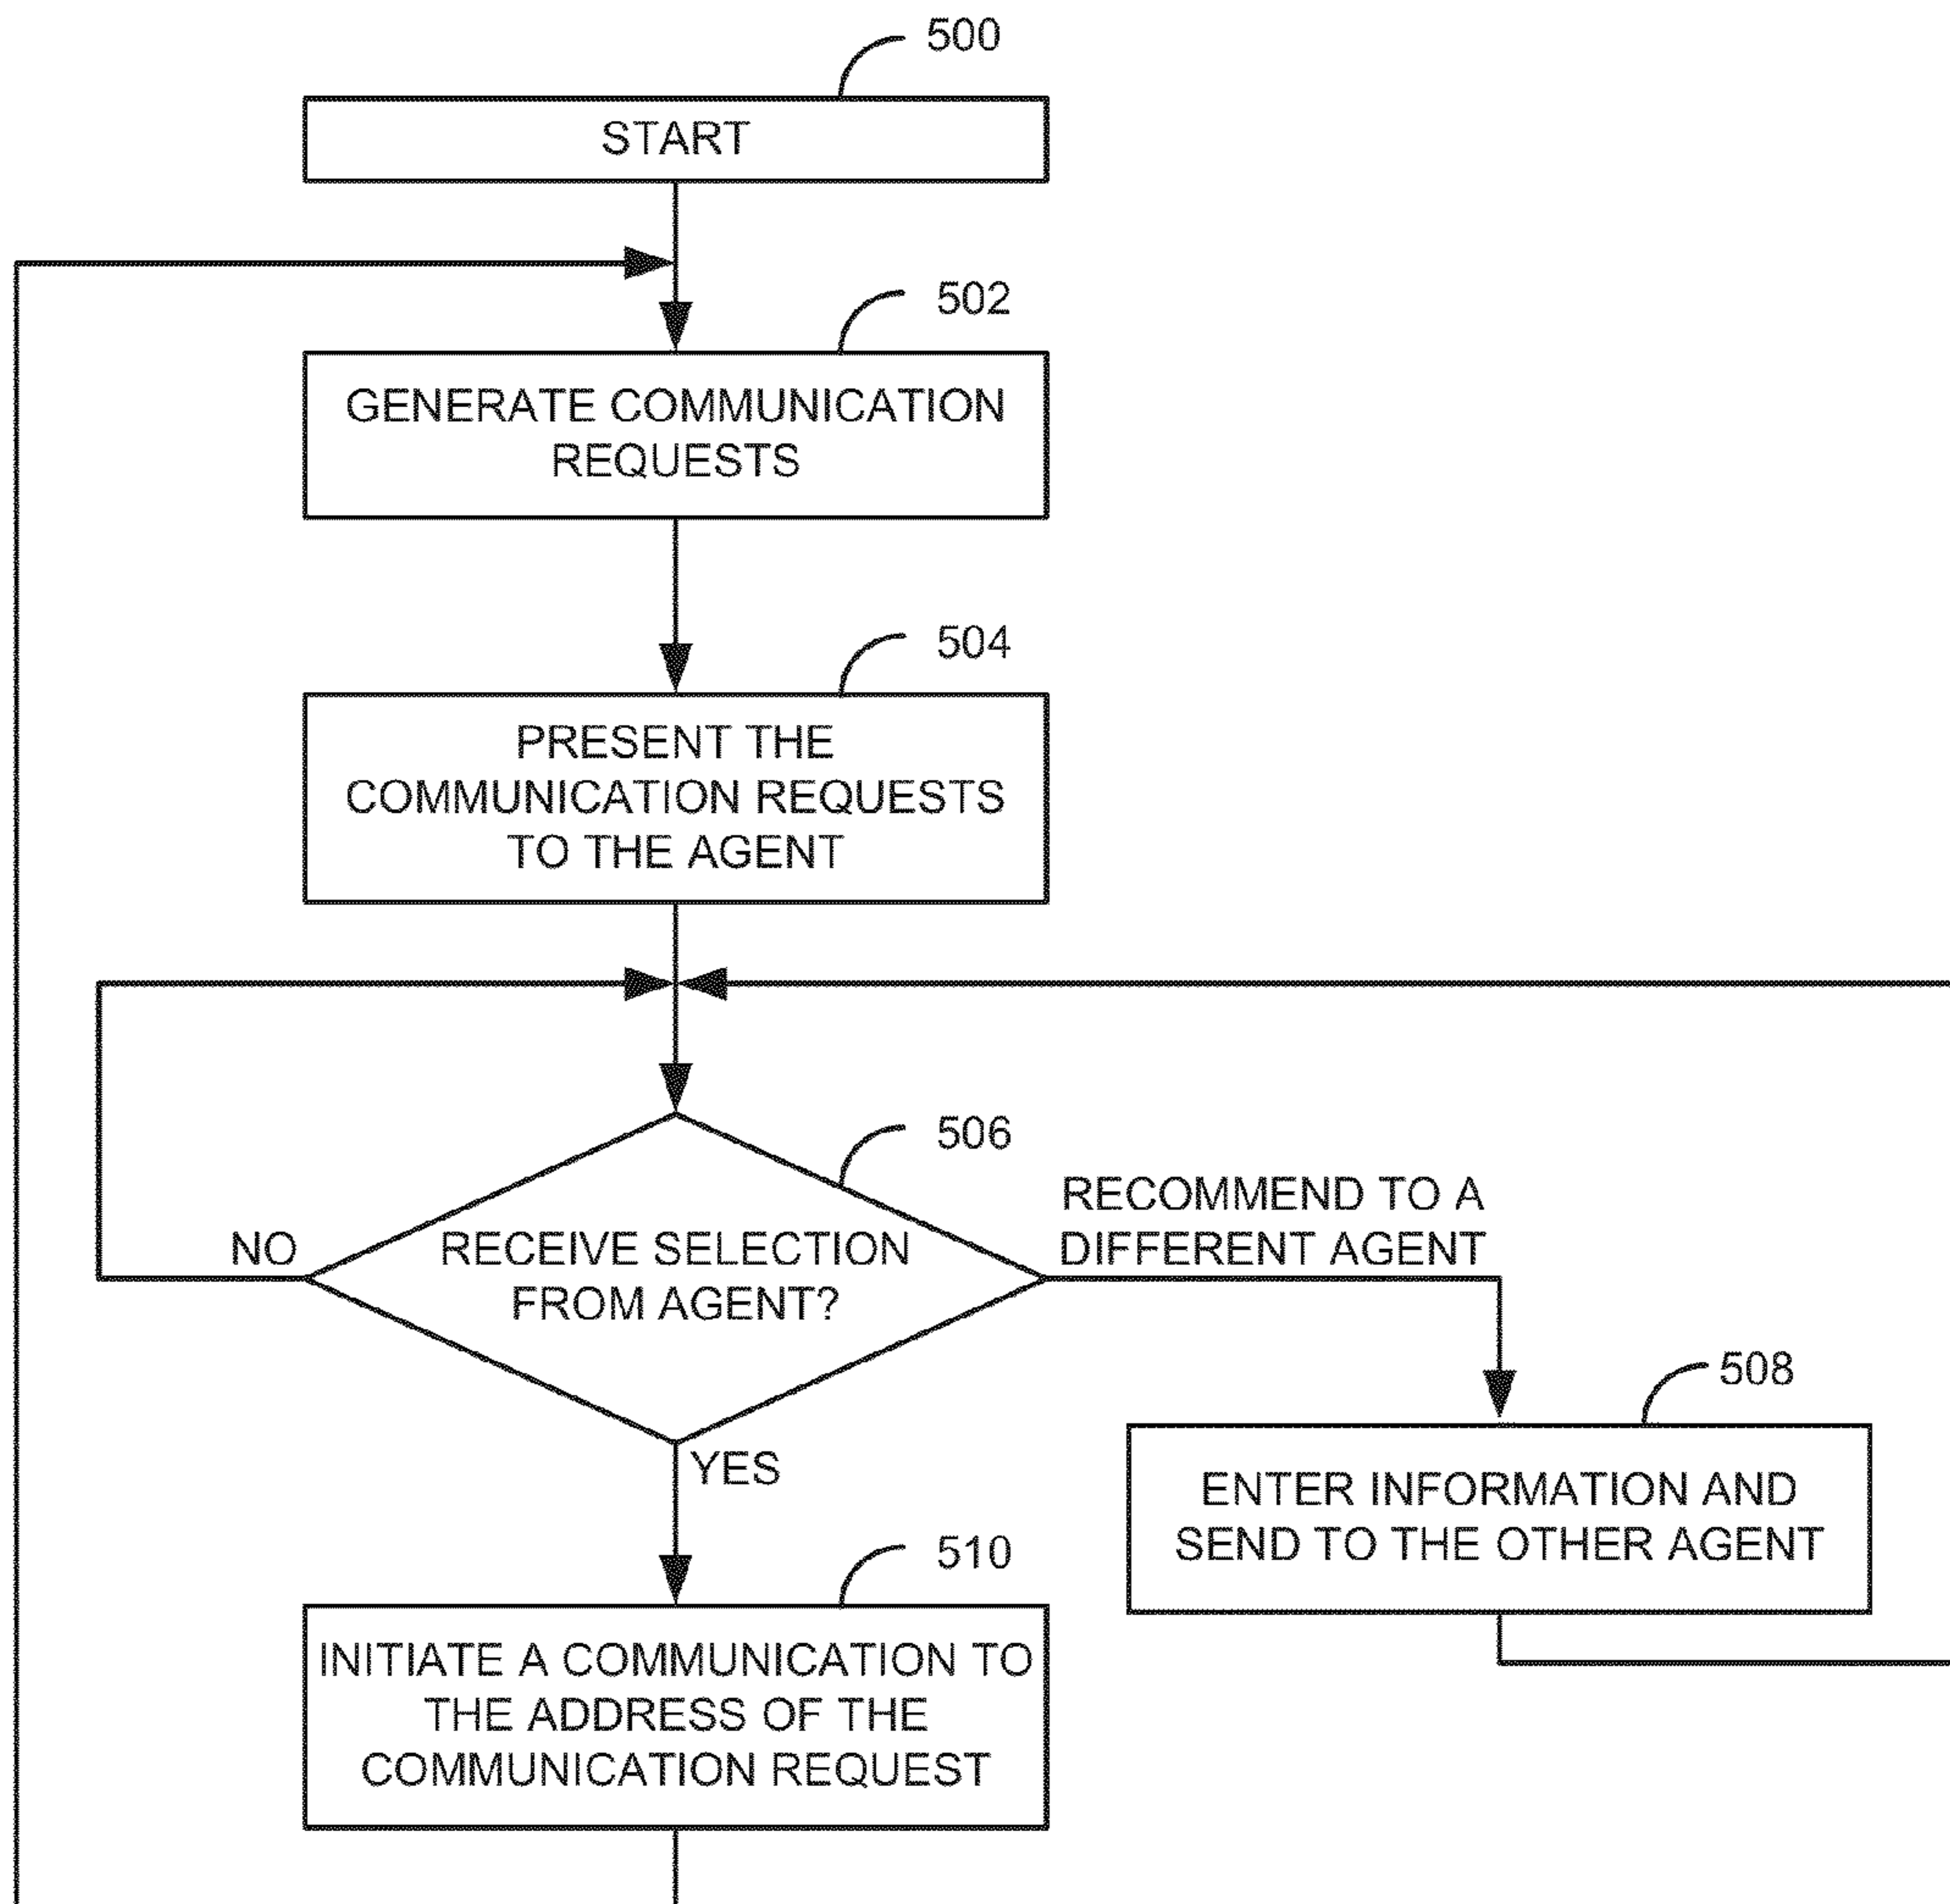 500
START
502
GENERATE COMMUNICATION
REQUESTS
504
PRESENT THE
COMMUNICATION REQUESTS
TO THE AGENT
506
RECOMMEND TO A
DIFFERENT AGENT
NO
RECEIVE SELECTION
FROM AGENT?
508
YES
ENTER INFORMATION AND
SEND TO THE OTHER AGENT
510
INITIATE A COMMUNICATION TO
THE ADDRESS OF THE
COMMUNICATION REQUEST